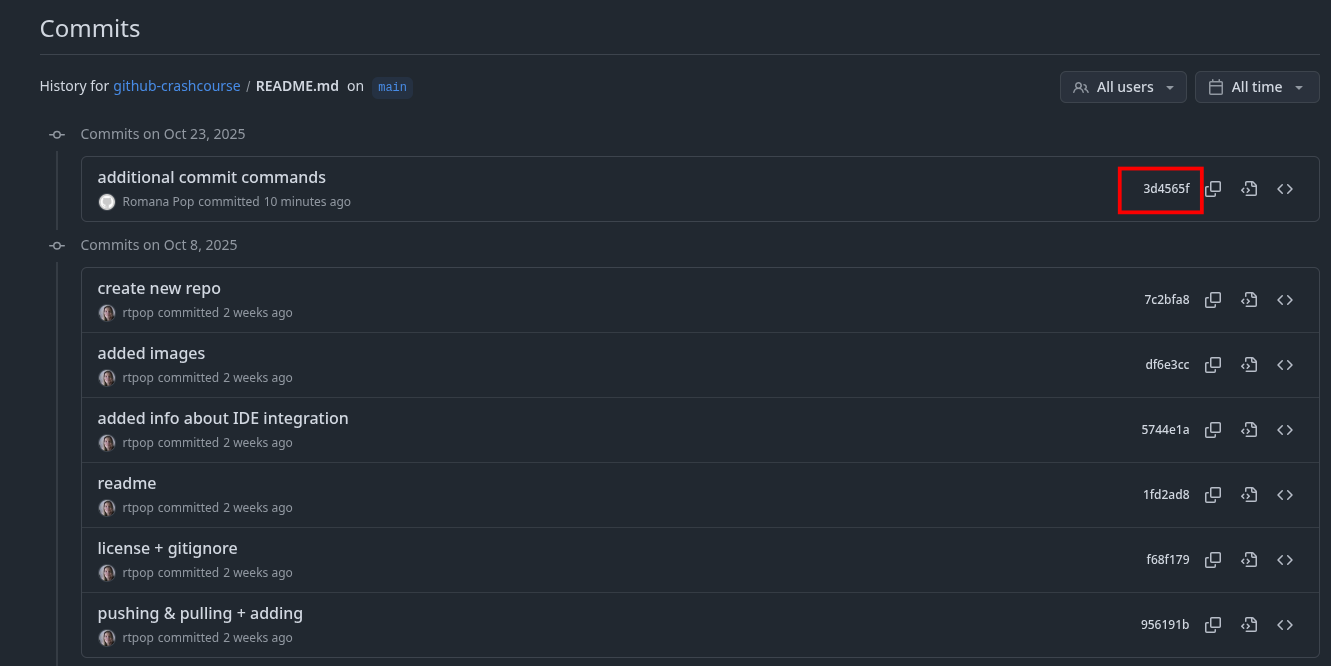 Commits
History for github-crashcourse / README.md on main
All users
All time
Commits on Oct 23, 2025
additional commit commands
3d4565f
Romana Pop committed 10 minutes ago
Commits on Oct 8, 2025
create new repo
7c2bfa8
rtpop committed 2 weeks ago
added images
df6e3cc
rtpop committed 2 weeks ago
added info about IDE integration
5744e1a
rtpop committed 2 weeks ago
readme
1fd2ad8
rtpop committed 2 weeks ago
license + gitignore
f68f179
rtpop committed 2 weeks ago
pushing & pulling + adding
956191b
rtpop committed 2 weeks ago